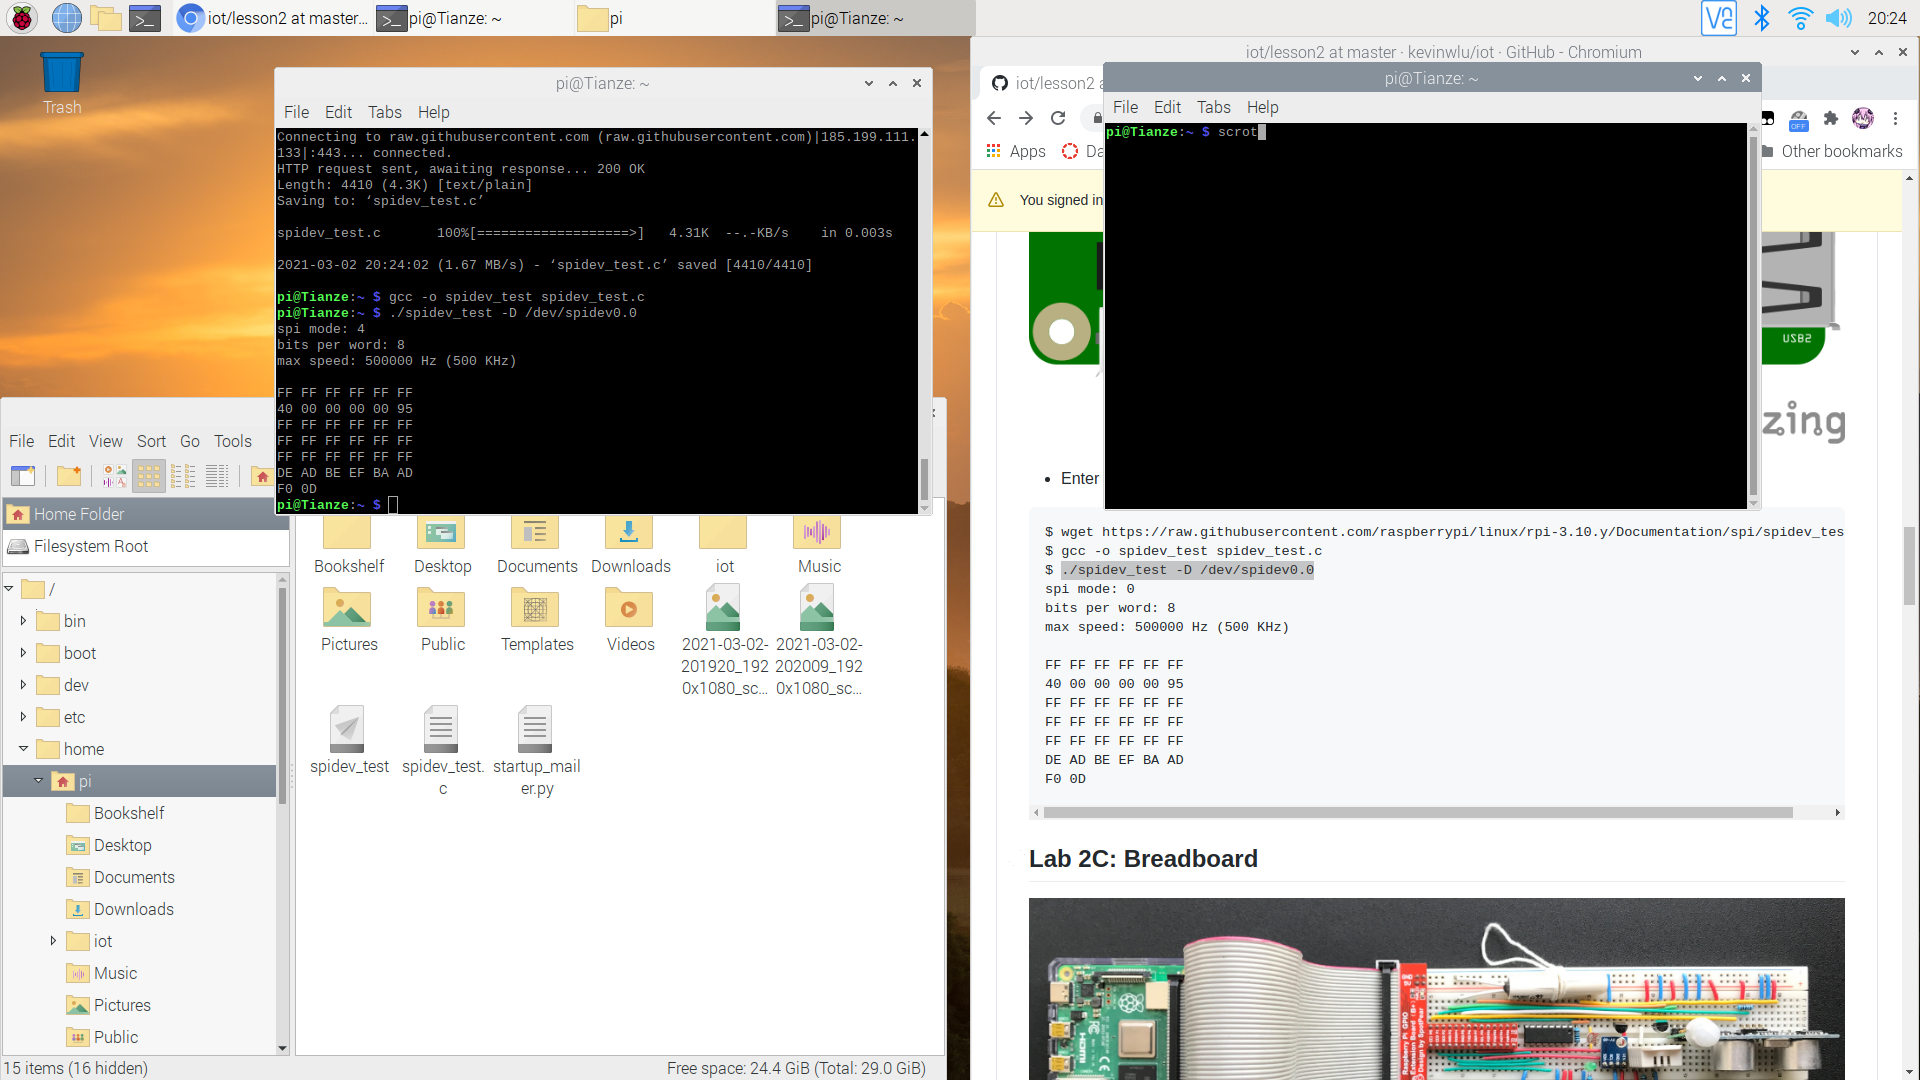 iot/lesson2 at master...
pi@Tianze: ~
pi
pi@Tianze: ~
20:24
Trash
pi@Tianze: ~
File Edit Tabs Help
Connecting to raw.githubusercontent.com (raw.githubusercontent.com)|185.199.111.
133|:443... connected.
HTTP request sent, awaiting response... 200 OK
Length: 4410 (4.3K) [text/plain]
Saving to: ‘spidev_test.c’
spidev_test.c 100%[===================>] 4.31K --.-KB/s in 0.003s
2021-03-02 20:24:02 (1.67 MB/s) - ‘spidev_test.c’ saved [4410/4410]
pi@Tianze:~ $ gcc -o spidev_test spidev_test.c
pi@Tianze:~ $ ./spidev_test -D /dev/spidev0.0
spi mode: 4
bits per word: 8
max speed: 500000 Hz (500 KHz)
FF FF FF FF FF FF
40 00 00 00 00 95
FF FF FF FF FF FF
FF FF FF FF FF FF
FF FF FF FF FF FF
DE AD BE EF BA AD
F0 0D
pi@Tianze:~ $
File Edit View Sort Go Tools
Home Folder
Filesystem Root
/
bin
boot
dev
etc
home
pi
Bookshelf
Desktop
Documents
Downloads
iot
Music
Pictures
Public
Bookshelf Desktop Documents Downloads iot Music
Pictures Public Templates Videos 2021-03-02-201920_1920x1080_sc... 2021-03-02-202009_1920x1080_sc...
spidev_test spidev_test.c startup_mailer.py
15 items (16 hidden)
Free space: 24.4 GiB (Total: 29.0 GiB)
iot/lesson2 at master · kevinwlu/iot · GitHub - Chromium
iot/lesson2 a
pi@Tianze: ~
File Edit Tabs Help
pi@Tianze:~ $ scrot
OFF
Apps
Da
Other bookmarks
You signed in
USB2
zing
Enter
$ wget https://raw.githubusercontent.com/raspberrypi/linux/rpi-3.10.y/Documentation/spi/spidev_tes
$ gcc -o spidev_test spidev_test.c
$ ./spidev_test -D /dev/spidev0.0
spi mode: 0
bits per word: 8
max speed: 500000 Hz (500 KHz)
FF FF FF FF FF FF
40 00 00 00 00 95
FF FF FF FF FF FF
FF FF FF FF FF FF
FF FF FF FF FF FF
DE AD BE EF BA AD
F0 0D
Lab 2C: Breadboard
HDMI